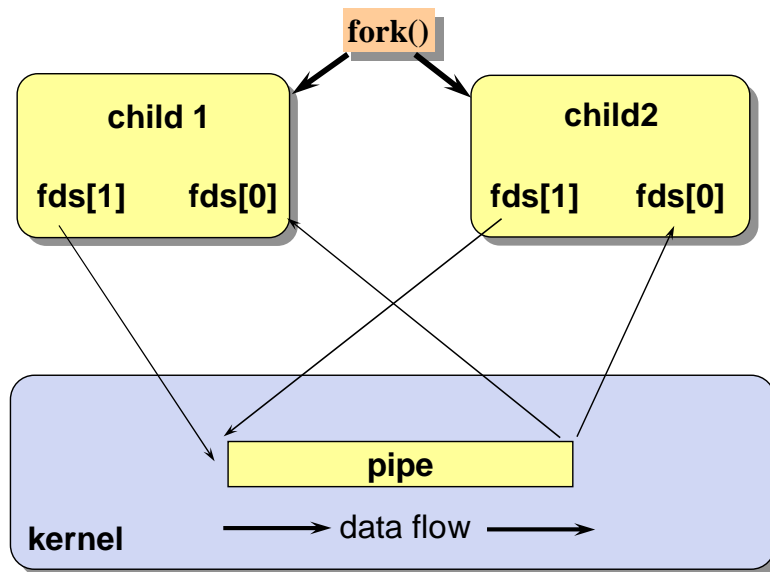 fork()
child 1
child2
fds[1] fds[0]
fds[1] fds[0]
pipe
data flow
kernel